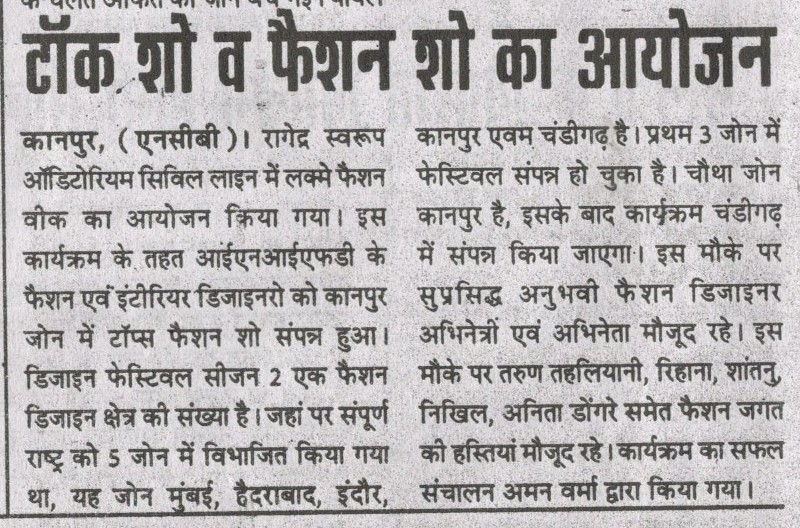 टॉक शो व फैशन शो का आयोजन
कानपुर, (एनसीबी)। रागेद्र स्वरूप
ऑडिटोरियम सिविल लाइन में लक्मे फैशन
वीक का आयोजन किया गया। इस
कार्यक्रम के तहत आईएनआईएफडी के
फैशन एवं इंटीरियर डिजाइनरो को कानपुर
जोन में टॉप्स फैशन शो संपन्न हुआ।
डिजाइन फेस्टिवल सीजन 2 एक फैशन
डिजाइन क्षेत्र की संख्या है। जहां पर संपूर्ण
राष्ट्र को 5 जोन में विभाजित किया गया
था, यह जोन मुंबई, हैदराबाद, इंदौर,
कानपुर एवम चंडीगढ़ है। प्रथम 3 जोन में
फेस्टिवल संपन्न हो चुका है। चौथा जोन
कानपुर है, इसके बाद कार्यक्रम चंडीगढ़
में संपन्न किया जाएगा। इस मौके पर
सुप्रसिद्ध अनुभवी फैशन डिजाइनर
अभिनेत्री एवं अभिनेता मौजूद रहे। इस
मौके पर तरुण तहलियानी, रिहाना, शांतनु,
निखिल, अनिता डोंगरे समेत फैशन जगत
की हस्तियां मौजूद रहे। कार्यक्रम का सफल
संचालन अमन वर्मा द्वारा किया गया।